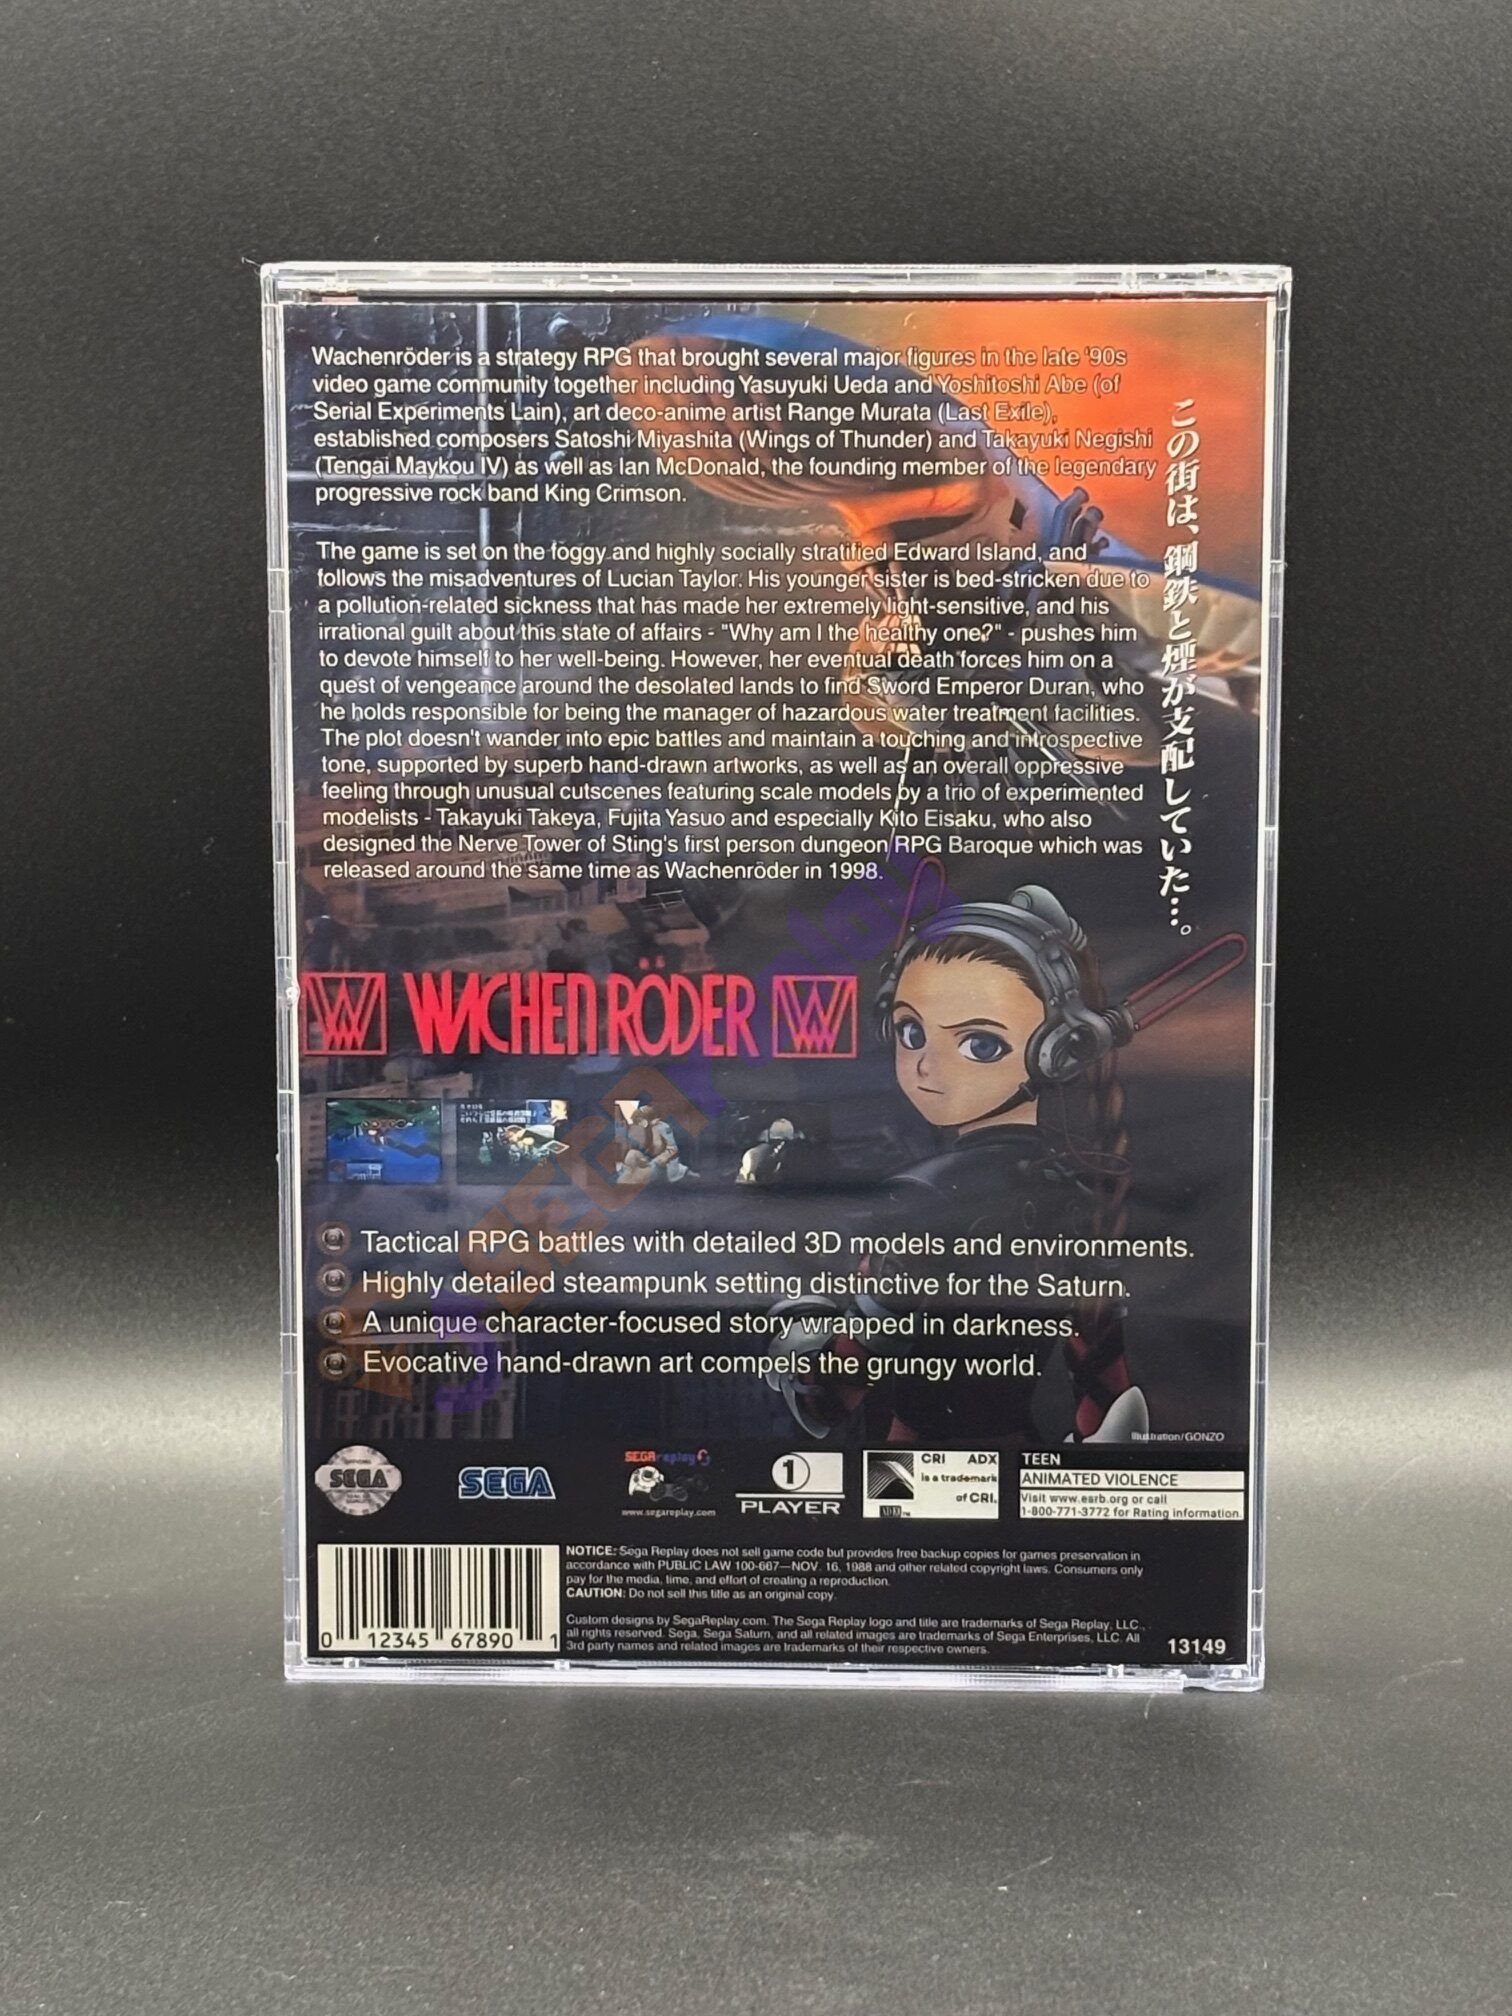 Wachenröder is a strategy RPG that brought several major figures in the late '90s
video game community together including Yasuyuki Ueda and Yoshitoshi Abe (of
Serial Experiments Lain), art deco-anime artist Range Murata (Last Exile),
established composers Satoshi Miyashita (Wings of Thunder) and Takayuki Negishi
(Tengai Maykou IV) as well as Ian McDonald, the founding member of the legendary
progressive rock band King Crimson.
The game is set on the foggy and highly socially stratified Edward Island, and
follows the misadventures of Lucian Taylor. His younger sister is bed-stricken due to
a pollution-related sickness that has made her extremely light-sensitive, and his
irrational guilt about this state of affairs - "Why am I the healthy one?" - pushes him
to devote himself to her well-being. However, her eventual death forces him on a
quest of vengeance around the desolated lands to find Sword Emperor Duran, who
he holds responsible for being the manager of hazardous water treatment facilities.
The plot doesn't wander into epic battles and maintain a touching and introspective
tone, supported by superb hand-drawn artworks, as well as an overall oppressive
feeling through unusual cutscenes featuring scale models by a trio of experimented
modelists - Takayuki Takeya, Fujita Yasuo and especially Kito Eisaku, who also
designed the Nerve Tower of Sting's first person dungeon RPG Baroque which was
released around the same time as Wachenröder in 1998.
この街は、鋼鉄と煙が支配していた…。
W WACHENRÖDER W
SEGAreplay
Tactical RPG battles with detailed 3D models and environments.
Highly detailed steampunk setting distinctive for the Saturn.
A unique character-focused story wrapped in darkness.
Evocative hand-drawn art compels the grungy world.
Illustration/GONZO
SEGA
SEGA
SEGAreplay
www.segareplay.com
1
PLAYER
CRI ADX
is a trademark
of CRI.
TEEN
ANIMATED VIOLENCE
Visit www.esrb.org or call
1-800-771-3772 for Rating information.
0 12345 67890 1
NOTICE: Sega Replay does not sell game code but provides free backup copies for games preservation in
accordance with PUBLIC LAW 100-667—NOV. 16, 1988 and other related copyright laws. Consumers only
pay for the media, time, and effort of creating a reproduction.
CAUTION: Do not sell this title as an original copy.
Custom designs by SegaReplay.com. The Sega Replay logo and title are trademarks of Sega Replay, LLC.,
all rights reserved. Sega, Sega Saturn, and all related images are trademarks of Sega Enterprises, LLC. All
3rd party names and related images are trademarks of their respective owners.
13149